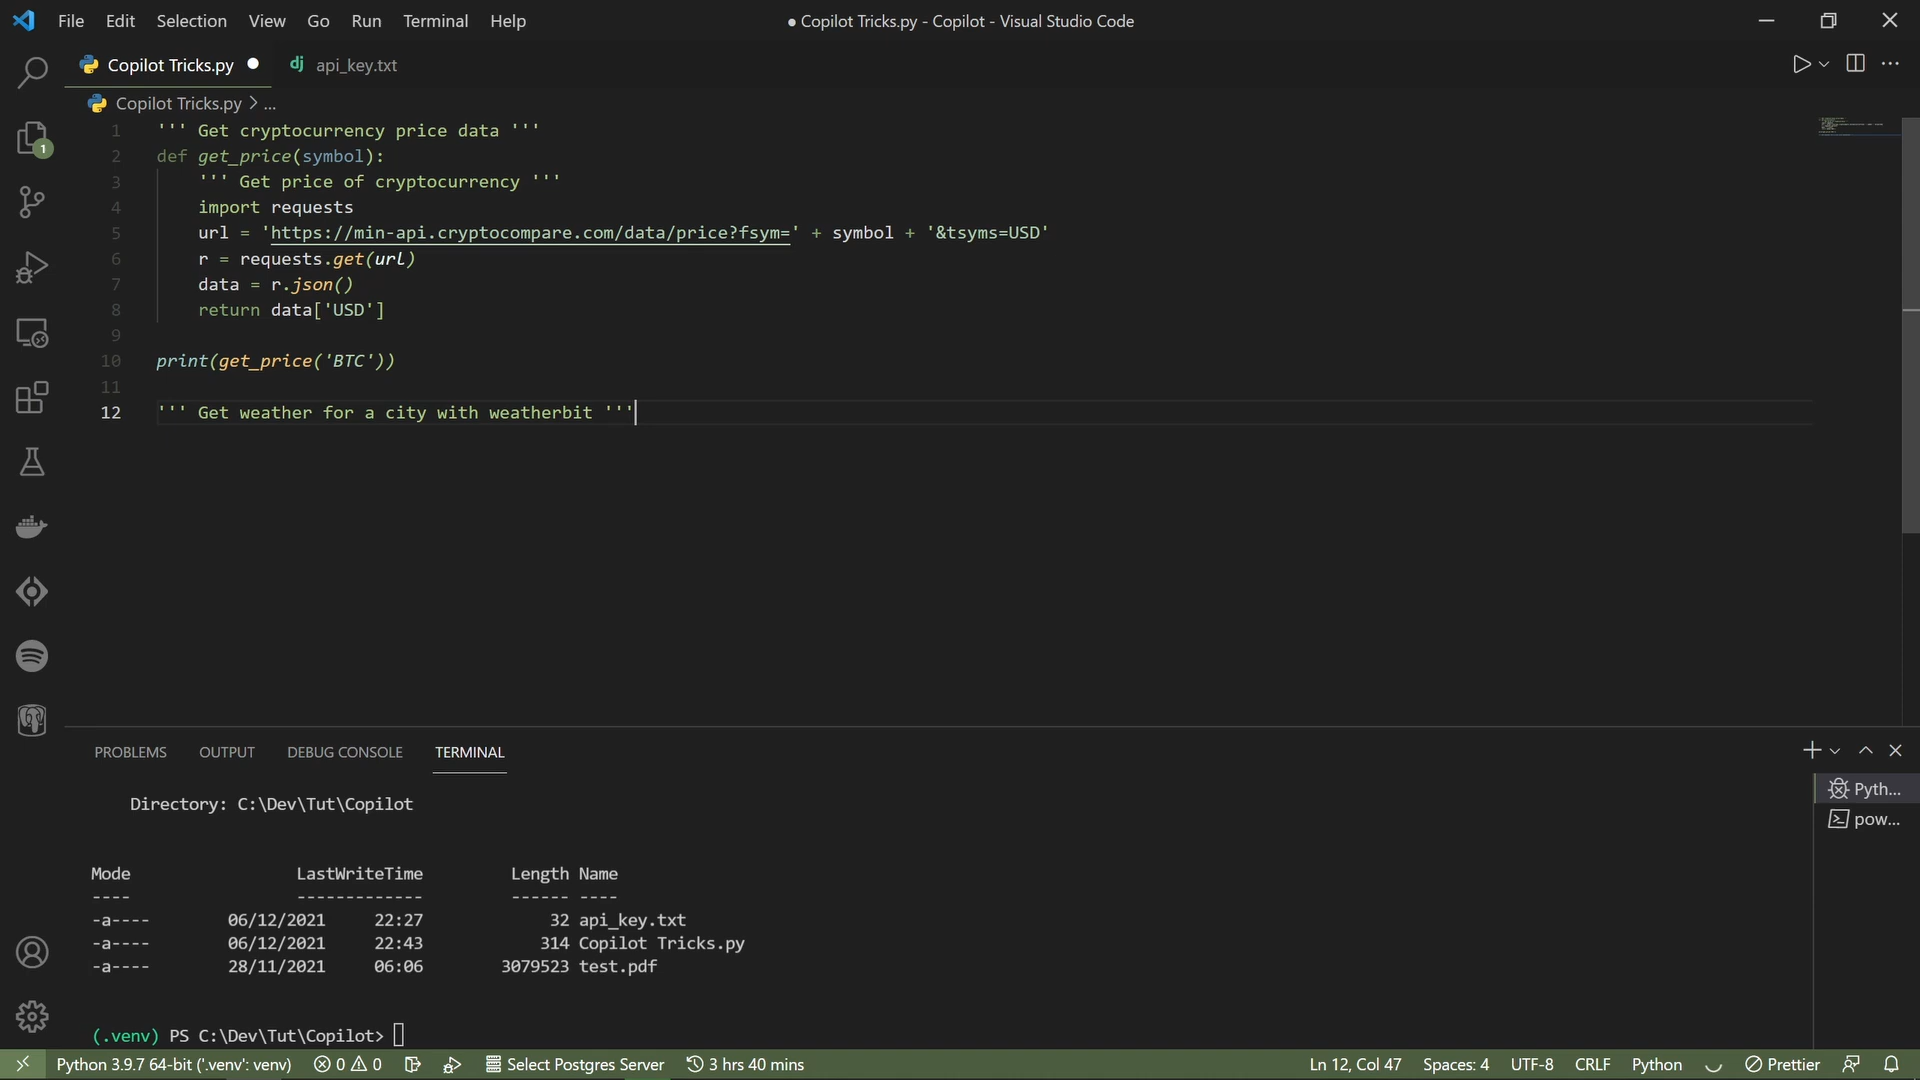 File Edit Selection View Go Run Terminal Help
● Copilot Tricks.py - Copilot - Visual Studio Code
Copilot Tricks.py ●
dj api_key.txt
Copilot Tricks.py > ...
1 ''' Get cryptocurrency price data '''
2 def get_price(symbol):
3 ''' Get price of cryptocurrency '''
4 import requests
5 url = 'https://min-api.cryptocompare.com/data/price?fsym=' + symbol + '&tsyms=USD'
6 r = requests.get(url)
7 data = r.json()
8 return data['USD']
9
10 print(get_price('BTC'))
11
12 ''' Get weather for a city with weatherbit '''
1
PROBLEMS OUTPUT DEBUG CONSOLE TERMINAL
Pyth...
pow...
Directory: C:\Dev\Tut\Copilot
Mode LastWriteTime Length Name
---- ------------- ------ ----
-a---- 06/12/2021 22:27 32 api_key.txt
-a---- 06/12/2021 22:43 314 Copilot Tricks.py
-a---- 28/11/2021 06:06 3079523 test.pdf
(.venv) PS C:\Dev\Tut\Copilot>
Python 3.9.7 64-bit ('.venv': venv) 0 0 Select Postgres Server 3 hrs 40 mins Ln 12, Col 47 Spaces: 4 UTF-8 CRLF Python Prettier